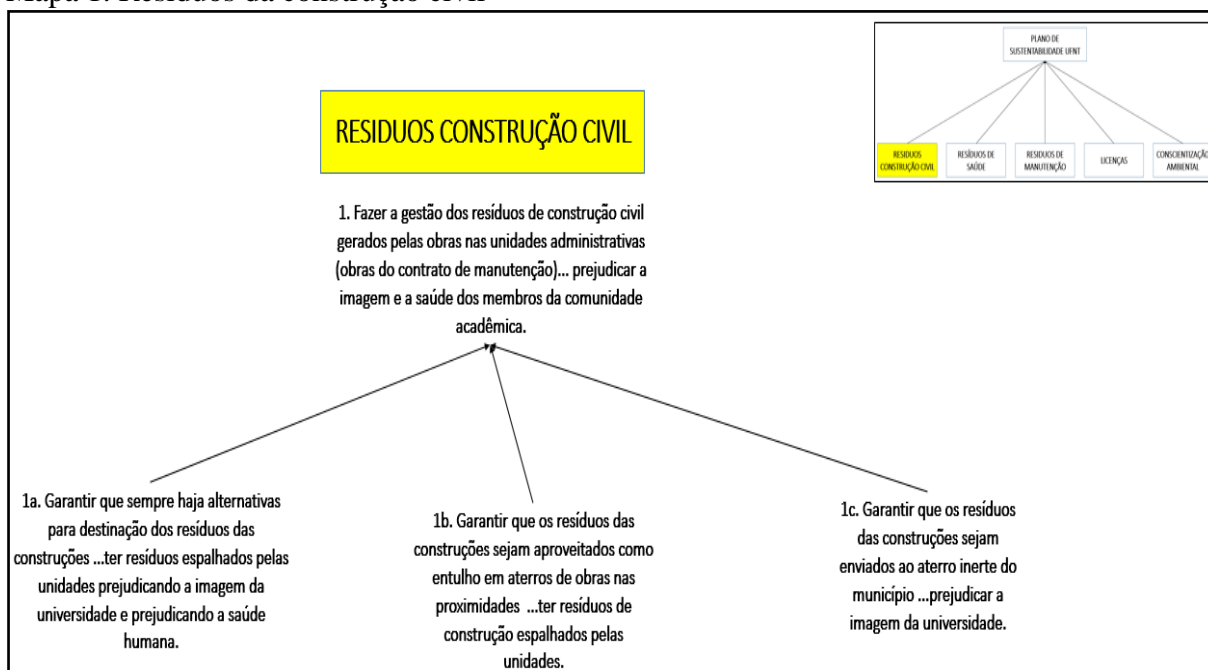 Mapa 1: Resíduos da construção civil
PLANO DE
SUSTENTABILIDADE UFNT
RESIDUOS
CONSTRUÇÃO CIVIL
RESÍDUOS DE
SAÚDE
RESIDUOS DE
MANUTENÇÃO
LICENÇAS
CONSCIENTIZAÇÃO
AMBIENTAL
RESIDUOS CONSTRUÇÃO CIVIL
1. Fazer a gestão dos resíduos de construção civil
gerados pelas obras nas unidades administrativas
(obras do contrato de manutenção)... prejudicar a
imagem e a saúde dos membros da comunidade
acadêmica.
1a. Garantir que sempre haja alternativas
para destinação dos resíduos das
construções ...ter resíduos espalhados pelas
unidades prejudicando a imagem da
universidade e prejudicando a saúde
humana.
1b. Garantir que os resíduos das
construções sejam aproveitados como
entulho em aterros de obras nas
proximidades ...ter resíduos de
construção espalhados pelas
unidades.
1c. Garantir que os resíduos
das construções sejam
enviados ao aterro inerte do
município ...prejudicar a
imagem da universidade.